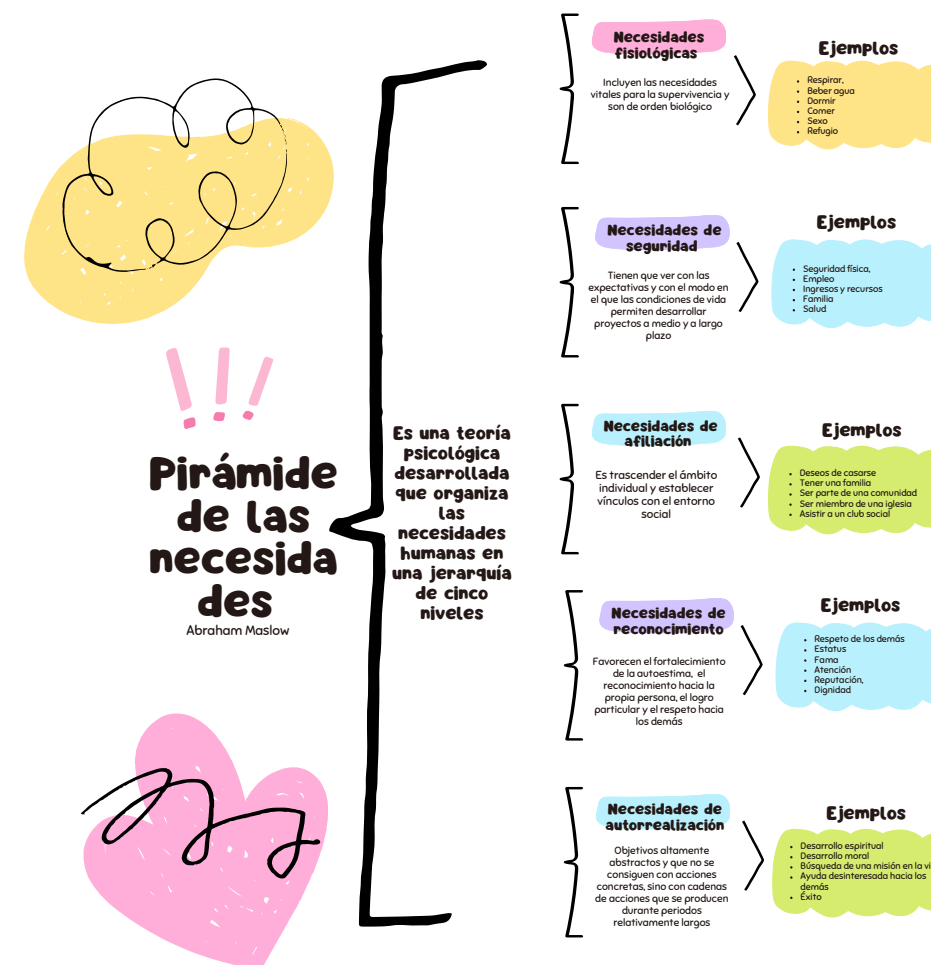 Pirámide
de las
necesida
des
Abraham Maslow
Es una teoría
psicológica
desarrollada
que organiza
las
necesidades
humanas en
una jerarquía
de cinco
niveles
Necesidades
fisiológicas
Incluyen las necesidades
vitales para la supervivencia y
son de orden biológico
Ejemplos
• Respirar,
• Beber agua
• Dormir
• Comer
• Sexo
• Refugio
Necesidades de
seguridad
Tienen que ver con las
expectativas y con el modo en
el que las condiciones de vida
permiten desarrollar
proyectos a medio y a largo
plazo
Ejemplos
• Seguridad física,
• Empleo
• Ingresos y recursos
• Familia
• Salud
Necesidades de
afiliación
Es trascender el ámbito
individual y establecer
vínculos con el entorno
social
Ejemplos
• Deseos de casarse
• Tener una familia
• Ser parte de una comunidad
• Ser miembro de una iglesia
• Asistir a un club social
Necesidades de
reconocimiento
Favorecen el fortalecimiento
de la autoestima, el
reconocimiento hacia la
propia persona, el logro
particular y el respeto hacia
los demás
Ejemplos
• Respeto de los demás
• Estatus
• Fama
• Atención
• Reputación,
• Dignidad
Necesidades de
autorrealización
Objetivos altamente
abstractos y que no se
consiguen con acciones
concretas, sino con cadenas
de acciones que se producen
durante periodos
relativamente largos
Ejemplos
• Desarrollo espiritual
• Desarrollo moral
• Búsqueda de una misión en la vi
• Ayuda desinteresada hacia los
demás
• Éxito